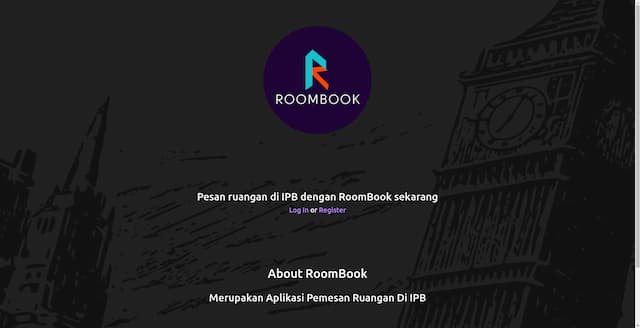 ROOMBOOK
Pesan ruangan di IPB dengan RoomBook sekarang
Log In or Register
About RoomBook
Merupakan Aplikasi Pemesan Ruangan Di IPB